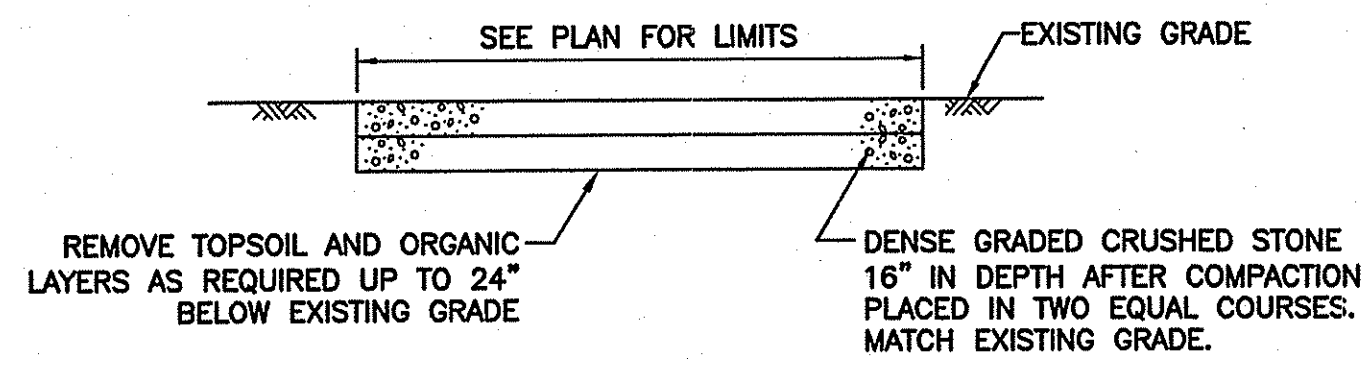 SEE PLAN FOR LIMITS
EXISTING GRADE
REMOVE TOPSOIL AND ORGANIC
LAYERS AS REQUIRED UP TO 24"
BELOW EXISTING GRADE
DENSE GRADED CRUSHED STONE
16" IN DEPTH AFTER COMPACTION
PLACED IN TWO EQUAL COURSES.
MATCH EXISTING GRADE.